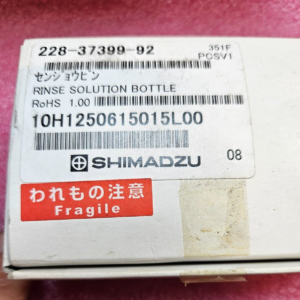 228-37399-92
351F
PCSV1
センショウビン
RINSE SOLUTION BOTTLE
RoHS 1.00
10H1250615015L00
SHIMADZU
08
われもの注意
Fragile